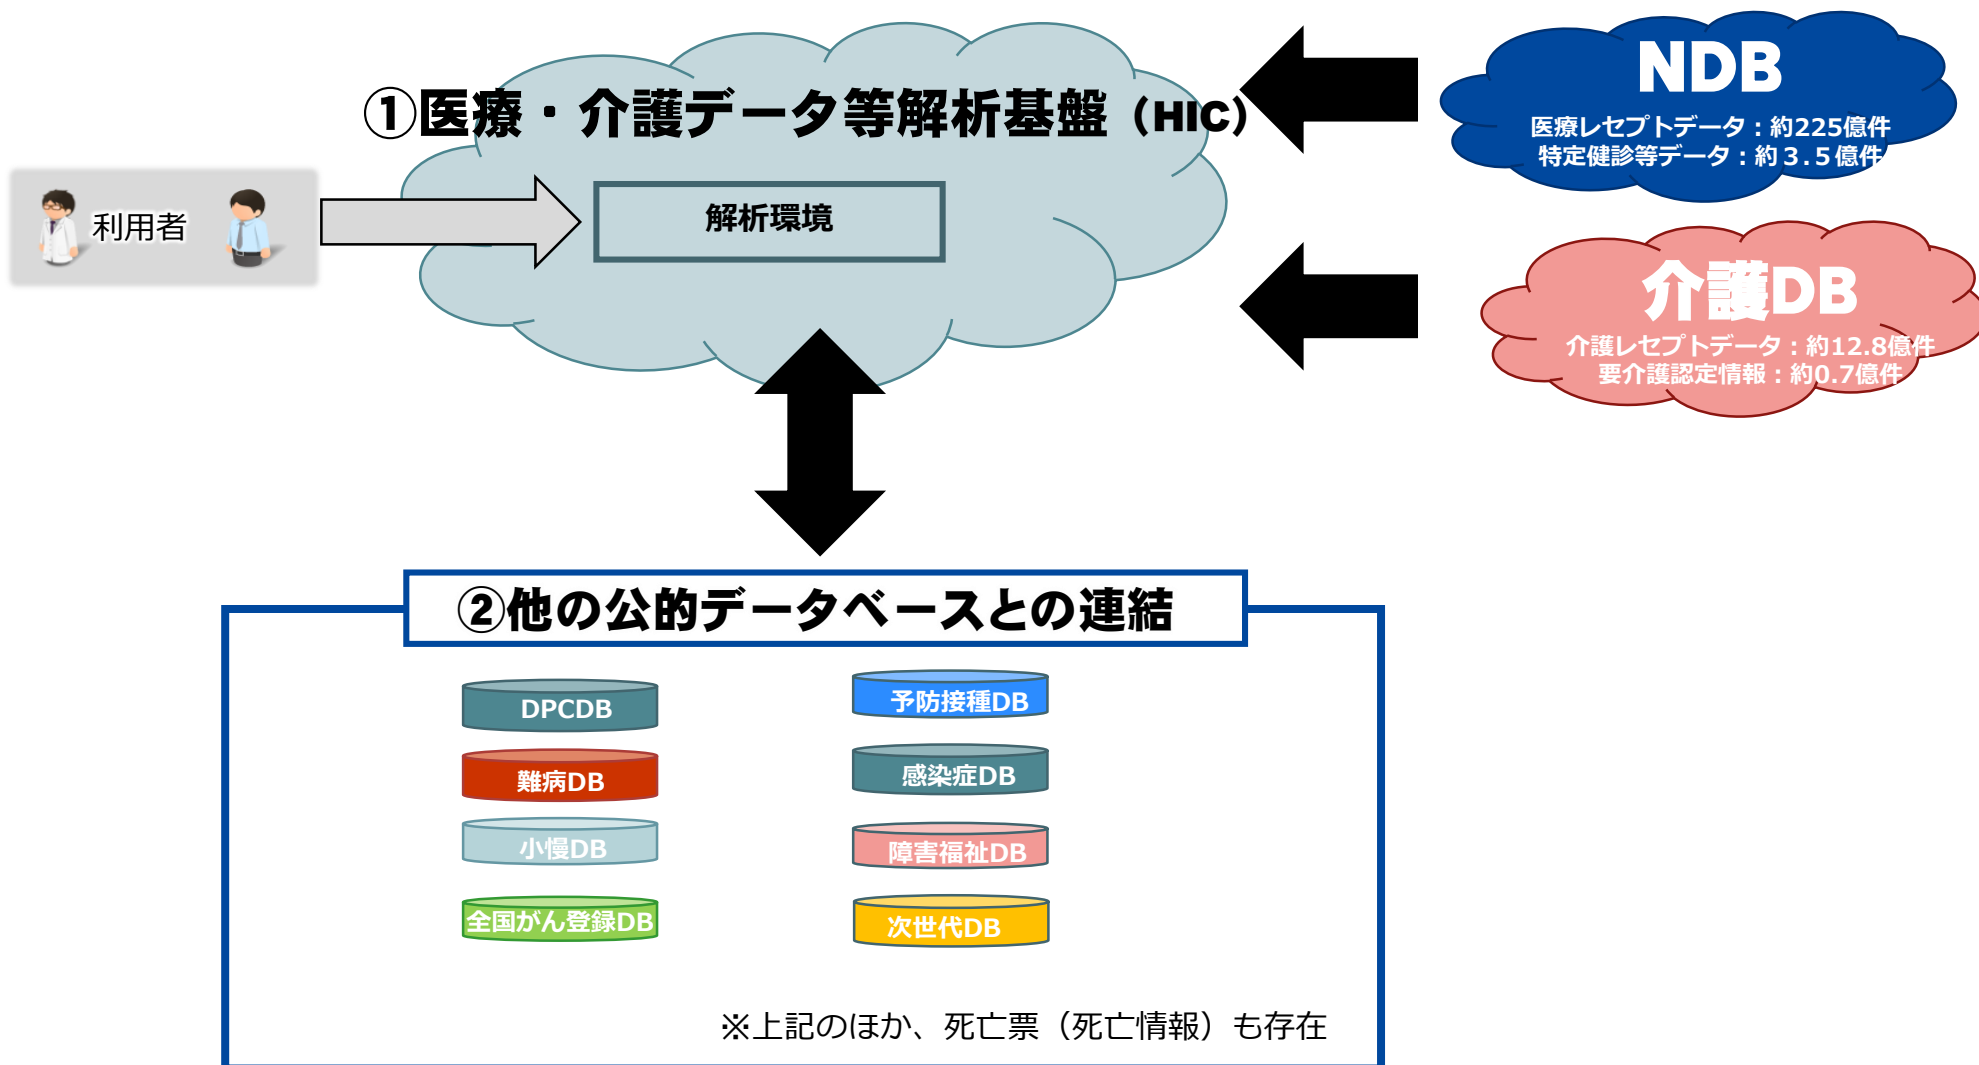 ①医療・介護データ等解析基盤（HIC）
利用者
解析環境
NDB
医療レセプトデータ：約225億件
特定健診等データ：約３.５億件
介護DB
介護レセプトデータ：約12.8億件
要介護認定情報：約0.7億件
②他の公的データベースとの連結
DPCDB
難病DB
小慢DB
全国がん登録DB
予防接種DB
感染症DB
障害福祉DB
次世代DB
※上記のほか、死亡票（死亡情報）も存在